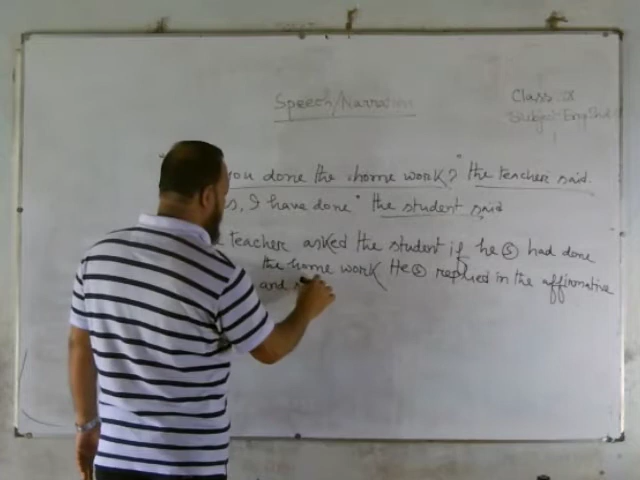 Speech/Narration
Class: IX
Subject-English
you done the home work?" the teacher said.
s, I have done" the student said
e teacher asked the student if he (S) had done
the home work He (S) replied in the affirmative
and s